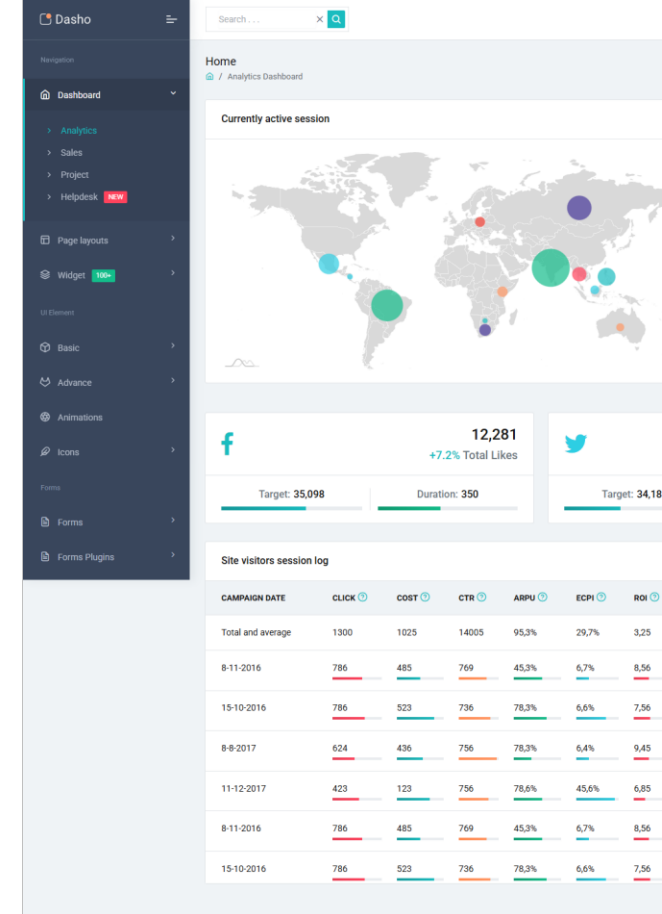 Dasho
Navigation
Dashboard
Analytics
Sales
Project
Helpdesk NEW
Page layouts
Widget 100+
UI Element
Basic
Advance
Animations
Icons
Forms
Forms
Forms Plugins
Search . . . ×
Home
/ Analytics Dashboard
Currently active session
12,281
+7.2% Total Likes
Target: 35,098 Duration: 350
Target: 34,18
Site visitors session log
CAMPAIGN DATE CLICK ? COST ? CTR ? ARPU ? ECPI ? ROI ?
Total and average 1300 1025 14005 95,3% 29,7% 3,25
8-11-2016 786 485 769 45,3% 6,7% 8,56
15-10-2016 786 523 736 78,3% 6,6% 7,56
8-8-2017 624 436 756 78,3% 6,4% 9,45
11-12-2017 423 123 756 78,6% 45,6% 6,85
8-11-2016 786 485 769 45,3% 6,7% 8,56
15-10-2016 786 523 736 78,3% 6,6% 7,56